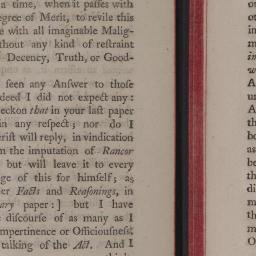 a time, when it passes with
egree of Merit, to revile this
e with all imaginable Malig-
thout any kind of restraint
Decency, Truth, or Good-
seen any Answer to those
deed I did not expect any:
eckon that in your last paper
in any respect; nor do I
erist will reply, in vindication
m the imputation of Rancor
but will leave it to every
ge of this for himself; as
er Facts and Reasonings, in
ary paper:] but I have
e discourse of as many as I
mpertinence or Officiousness
talking of the Act. And I